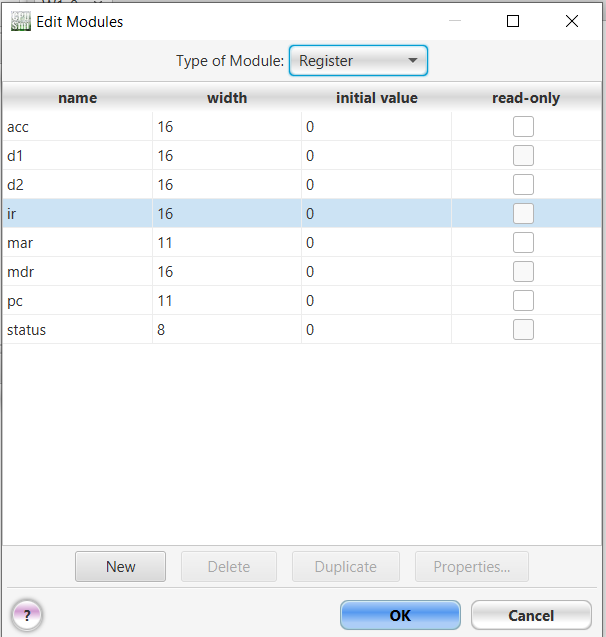 Edit Modules
Type of Module: Register
name width initial value read-only
acc 16 0
d1 16 0
d2 16 0
ir 16 0
mar 11 0
mdr 16 0
pc 11 0
status 8 0
New Delete Duplicate Properties...
? OK Cancel